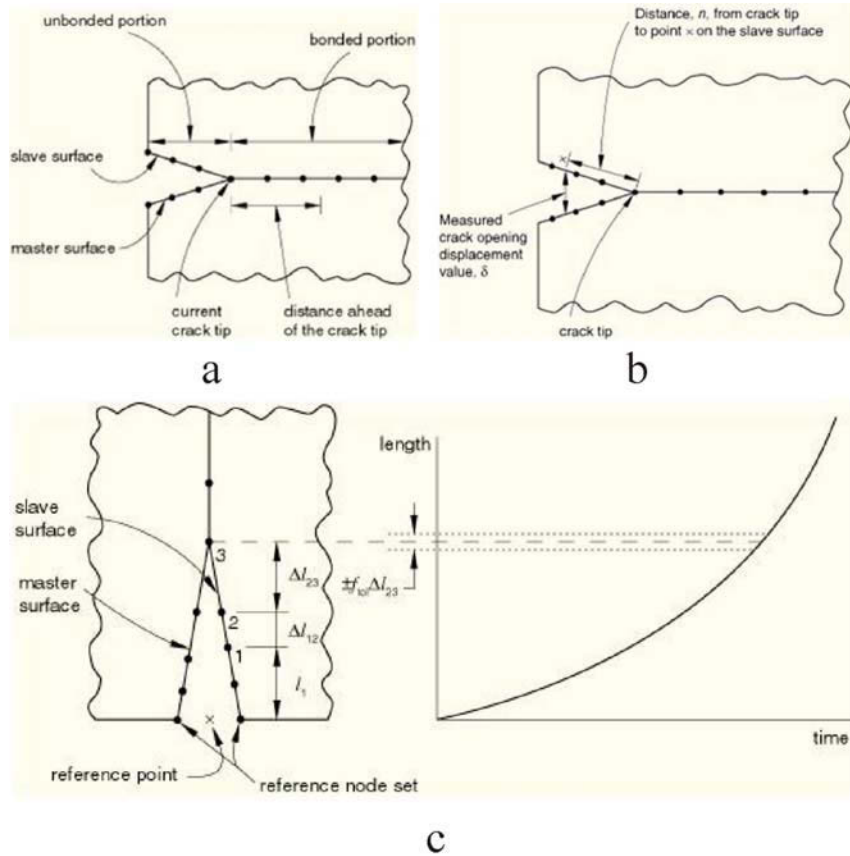 unbonded portion
bonded portion
slave surface
master surface
current
crack tip
distance ahead
of the crack tip
a
Distance, n, from crack tip
to point × on the slave surface
×
Measured
crack opening
displacement
value, δ
crack tip
b
slave
surface
master
surface
3
2
1
Δl23
Δl12
l1
×
reference point
reference node set
length
±ftolΔl23
time
c